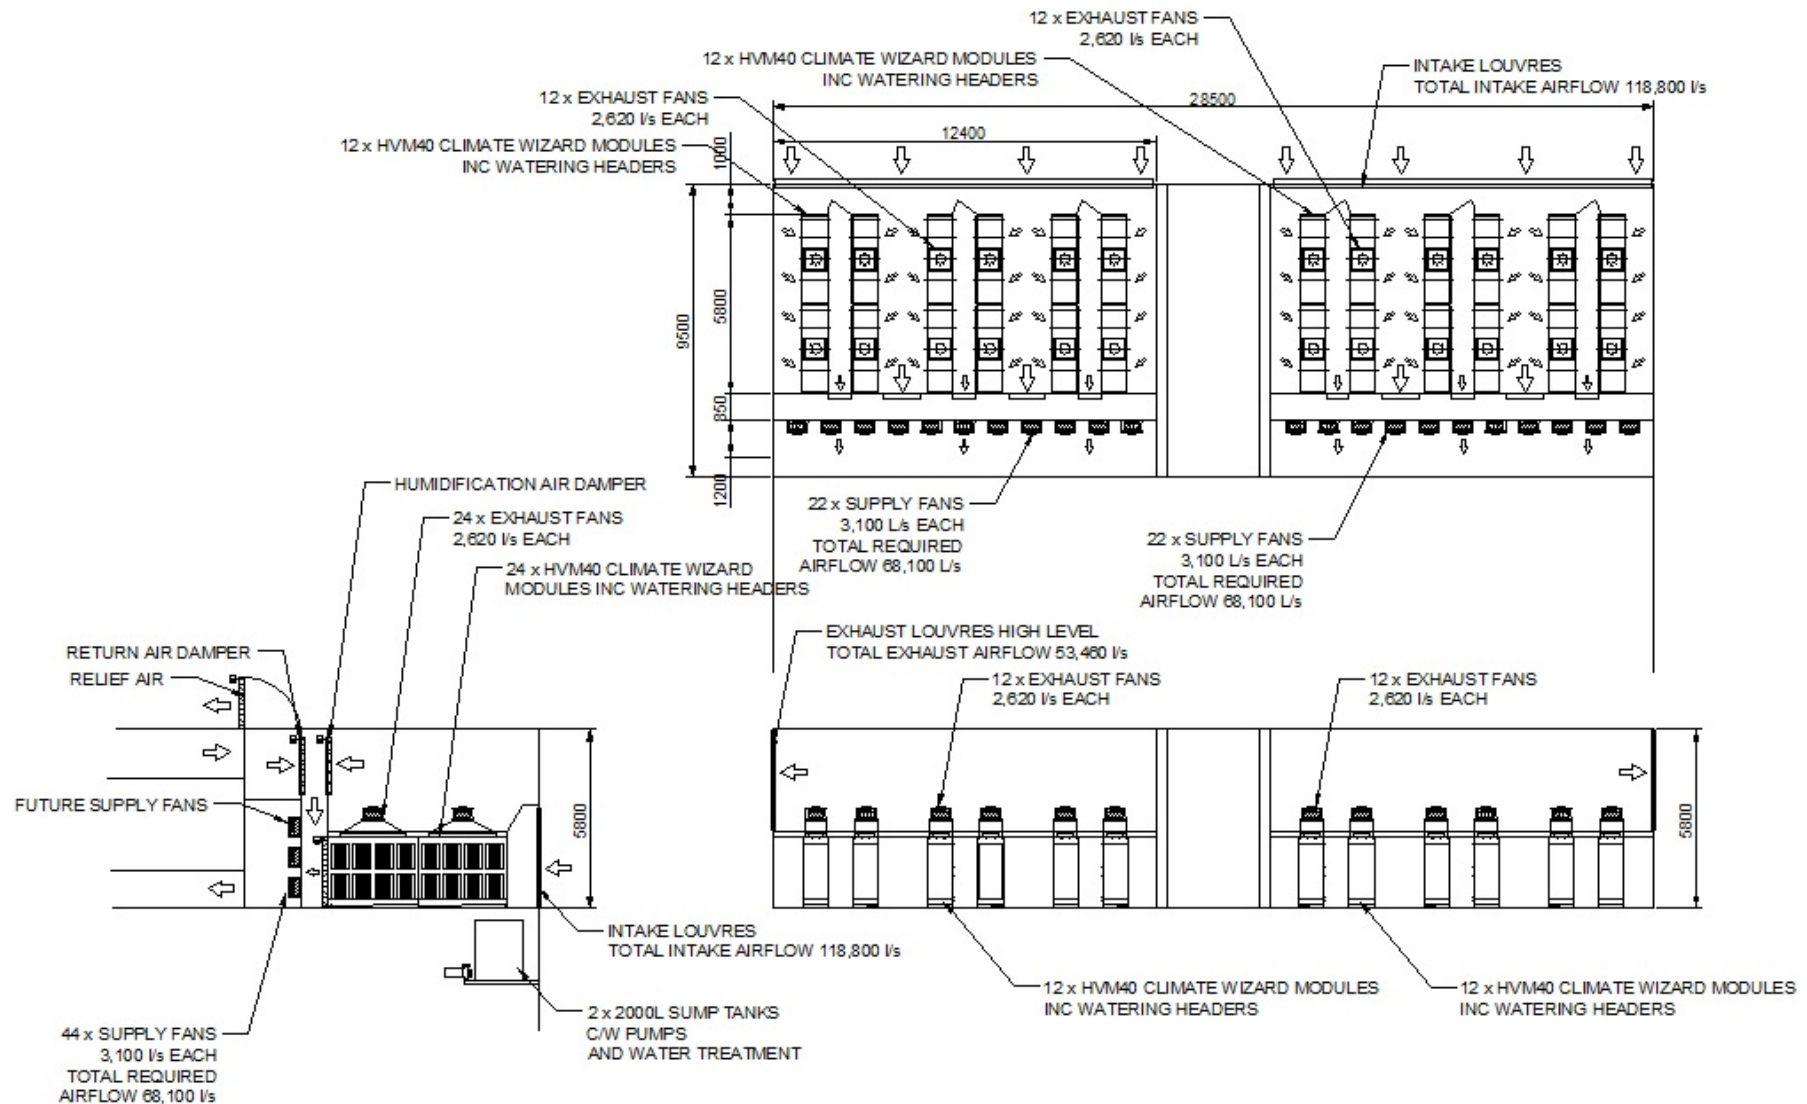 12 x EXHAUST FANS
2,620 l/s EACH
12 x HVM40 CLIMATE WIZARD MODULES
INC WATERING HEADERS
INTAKE LOUVRES
TOTAL INTAKE AIRFLOW 118,800 l/s
12 x EXHAUST FANS
2,620 l/s EACH
28500
12400
12 x HVM40 CLIMATE WIZARD MODULES
INC WATERING HEADERS
1000
9500
5800
850
1200
HUMIDIFICATION AIR DAMPER
24 x EXHAUST FANS
2,620 l/s EACH
22 x SUPPLY FANS
3,100 L/s EACH
TOTAL REQUIRED
AIRFLOW 68,100 L/s
22 x SUPPLY FANS
3,100 L/s EACH
TOTAL REQUIRED
AIRFLOW 68,100 L/s
24 x HVM40 CLIMATE WIZARD
MODULES INC WATERING HEADERS
EXHAUST LOUVRES HIGH LEVEL
TOTAL EXHAUST AIRFLOW 53,460 l/s
RETURN AIR DAMPER
RELIEF AIR
12 x EXHAUST FANS
2,620 l/s EACH
12 x EXHAUST FANS
2,620 l/s EACH
FUTURE SUPPLY FANS
5800
5800
INTAKE LOUVRES
TOTAL INTAKE AIRFLOW 118,800 l/s
12 x HVM40 CLIMATE WIZARD MODULES
INC WATERING HEADERS
12 x HVM40 CLIMATE WIZARD MODULES
INC WATERING HEADERS
2 x 2000L SUMP TANKS
C/W PUMPS
AND WATER TREATMENT
44 x SUPPLY FANS
3,100 l/s EACH
TOTAL REQUIRED
AIRFLOW 68,100 l/s